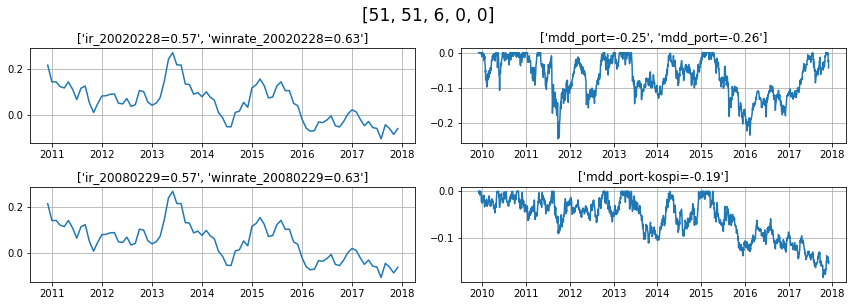 [51, 51, 6, 0, 0]
['ir_20020228=0.57', 'winrate_20020228=0.63']
0.2
0.0
2011 2012 2013 2014 2015 2016 2017 2018
['mdd_port=-0.25', 'mdd_port=-0.26']
0.0
−0.1
−0.2
2010 2011 2012 2013 2014 2015 2016 2017 2018
['ir_20080229=0.57', 'winrate_20080229=0.63']
0.2
0.0
2011 2012 2013 2014 2015 2016 2017 2018
['mdd_port-kospi=-0.19']
0.0
−0.1
2010 2011 2012 2013 2014 2015 2016 2017 2018